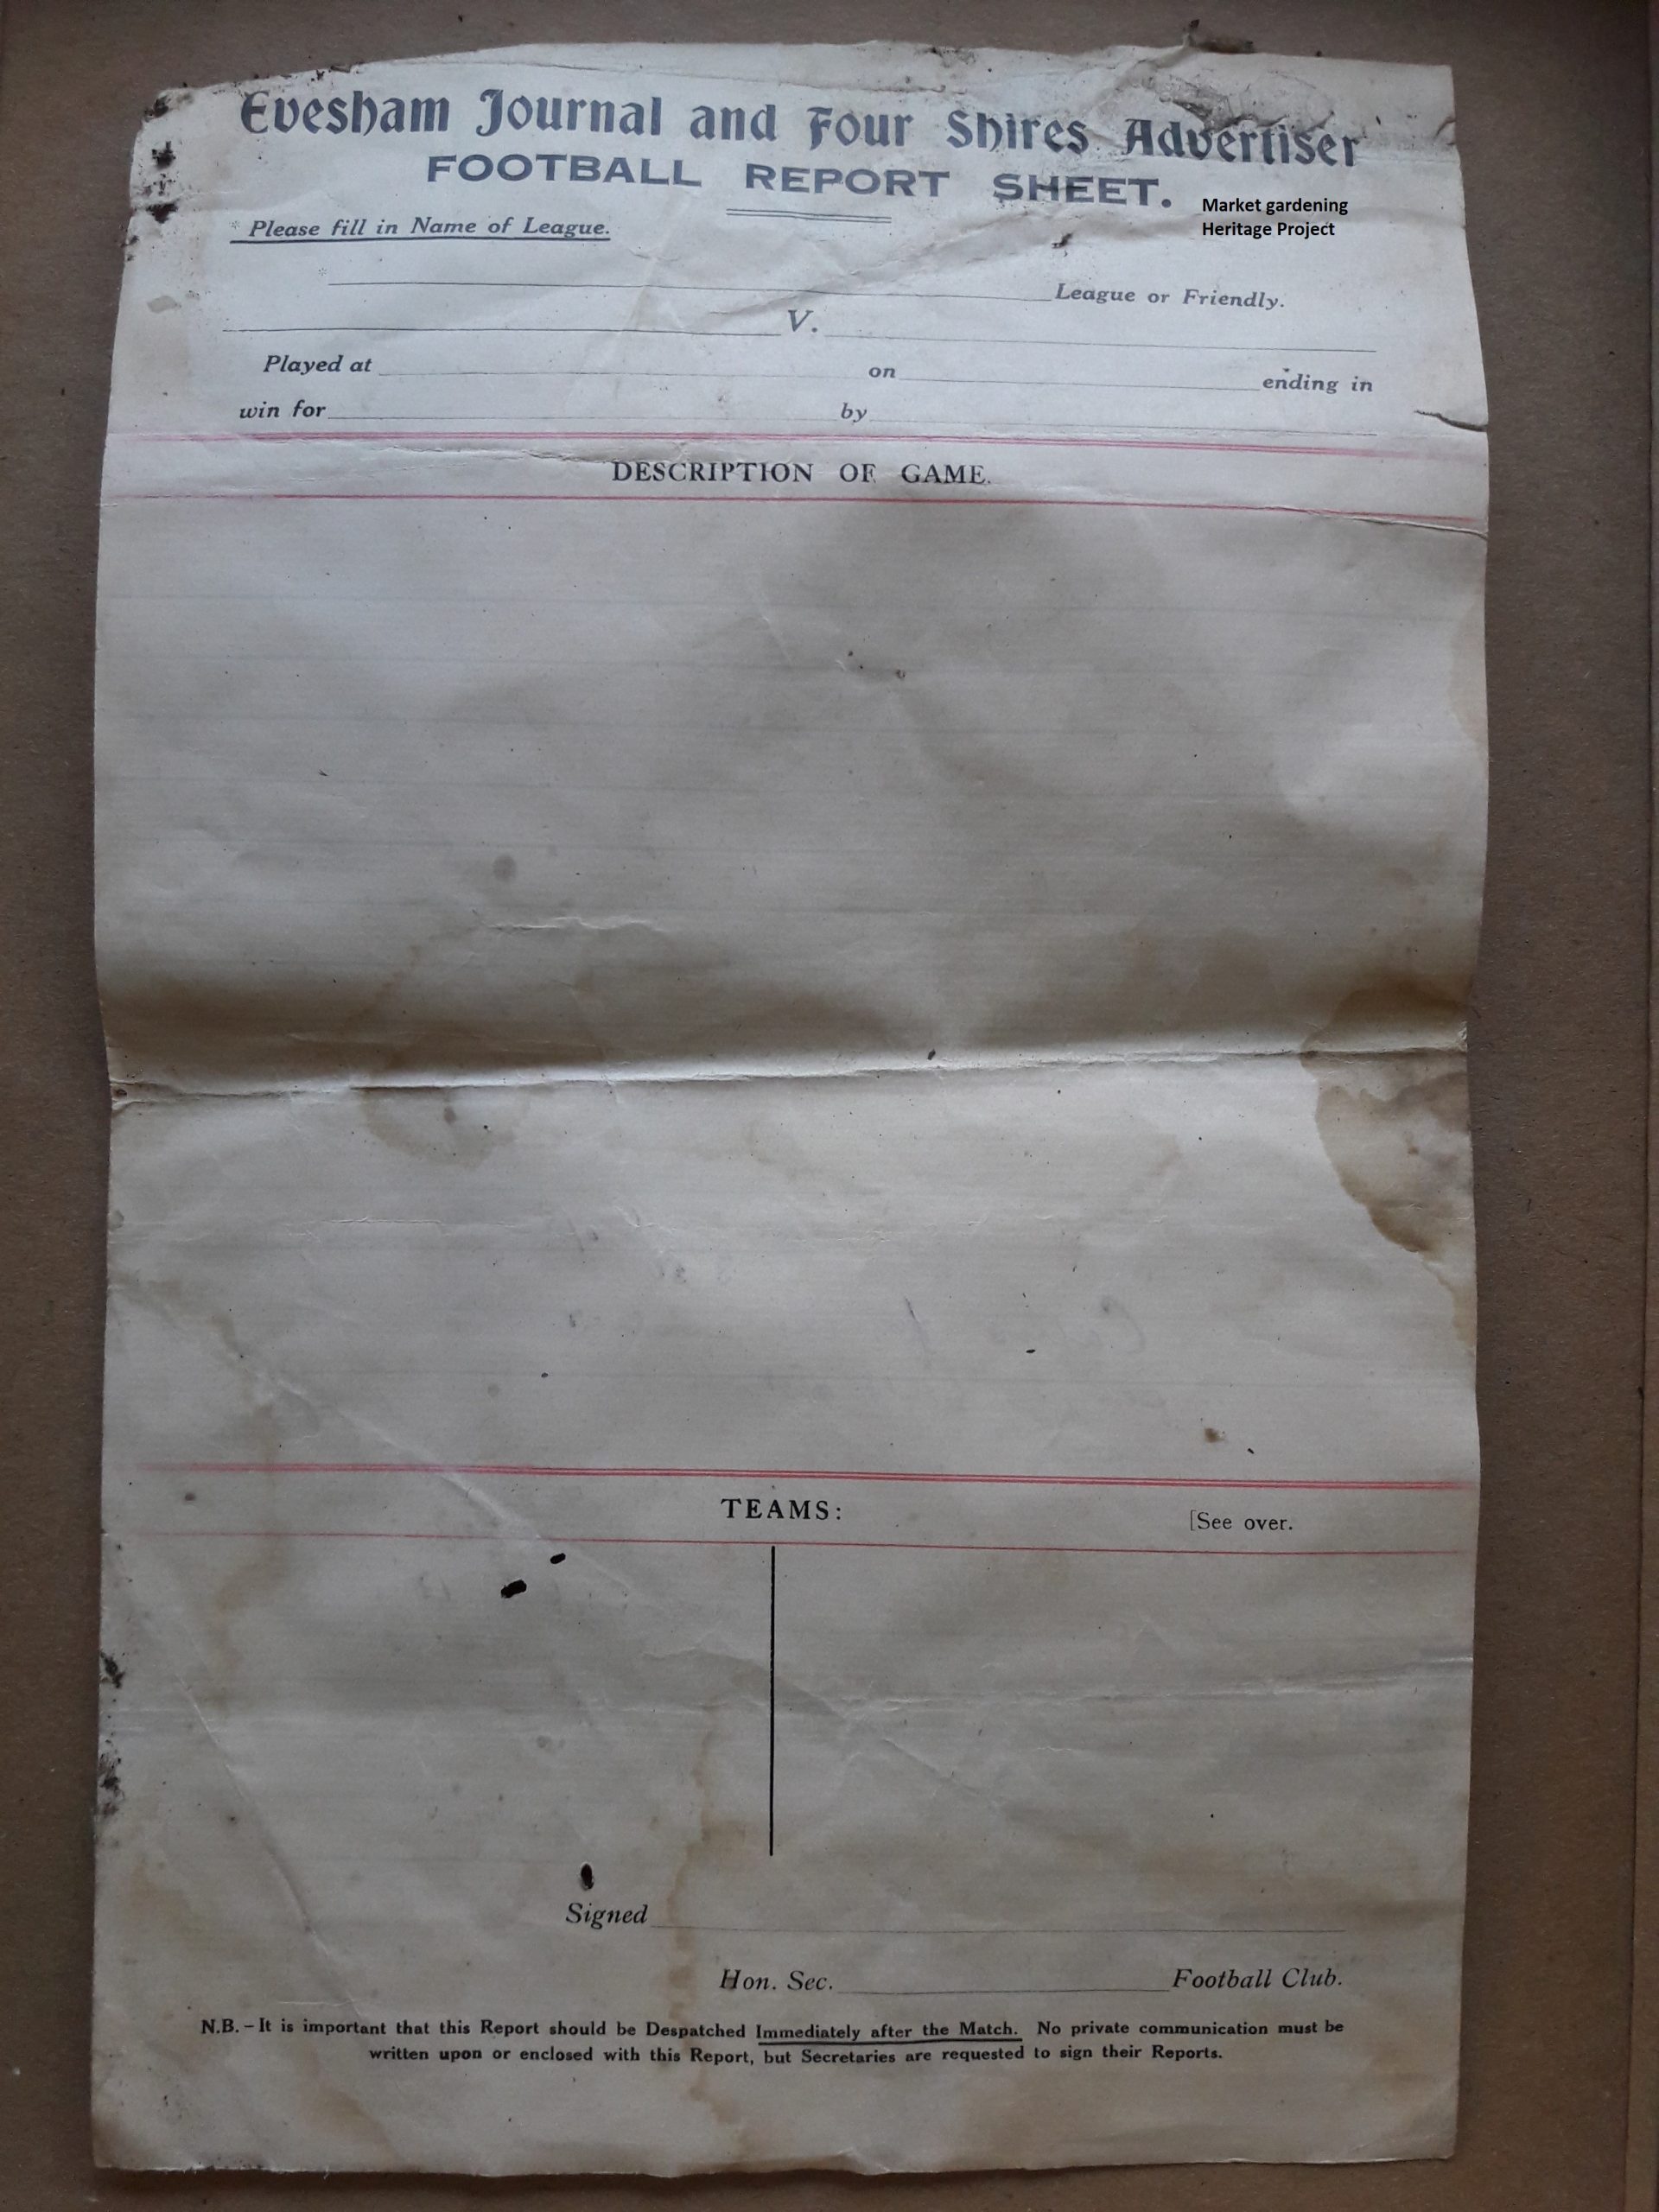 Evesham Journal and Four Shires Advertiser
FOOTBALL REPORT SHEET.
Market gardening
Heritage Project
* Please fill in Name of League.
* League or Friendly.
V.
Played at on ending in
win for by
DESCRIPTION OF GAME.
TEAMS:
[See over.
Signed
Hon. Sec. Football Club.
N.B. – It is important that this Report should be Despatched Immediately after the Match. No private communication must be
written upon or enclosed with this Report, but Secretaries are requested to sign their Reports.